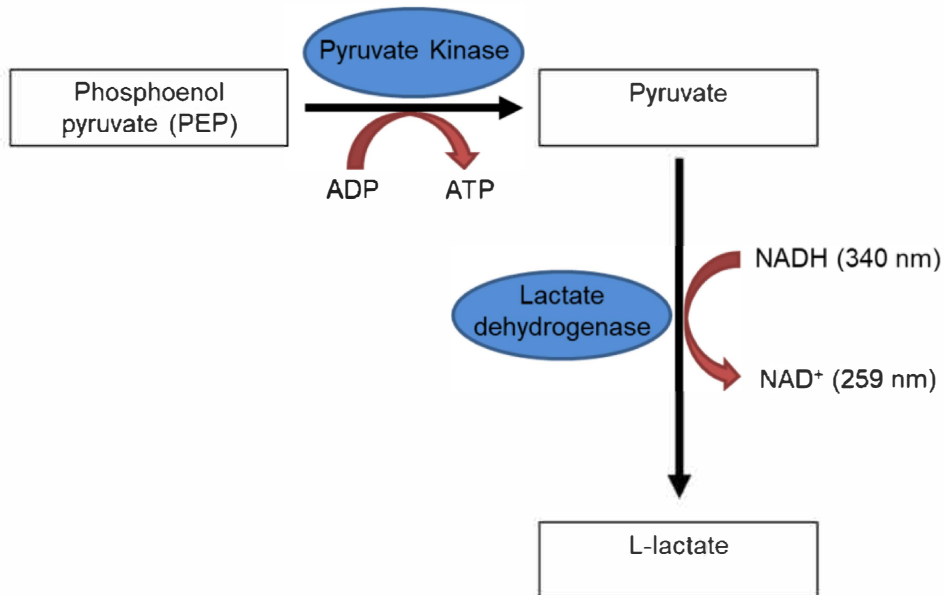 Pyruvate Kinase
Phosphoenol
pyruvate (PEP)
Pyruvate
ADP
ATP
NADH (340 nm)
Lactate
dehydrogenase
NAD⁺ (259 nm)
L-lactate